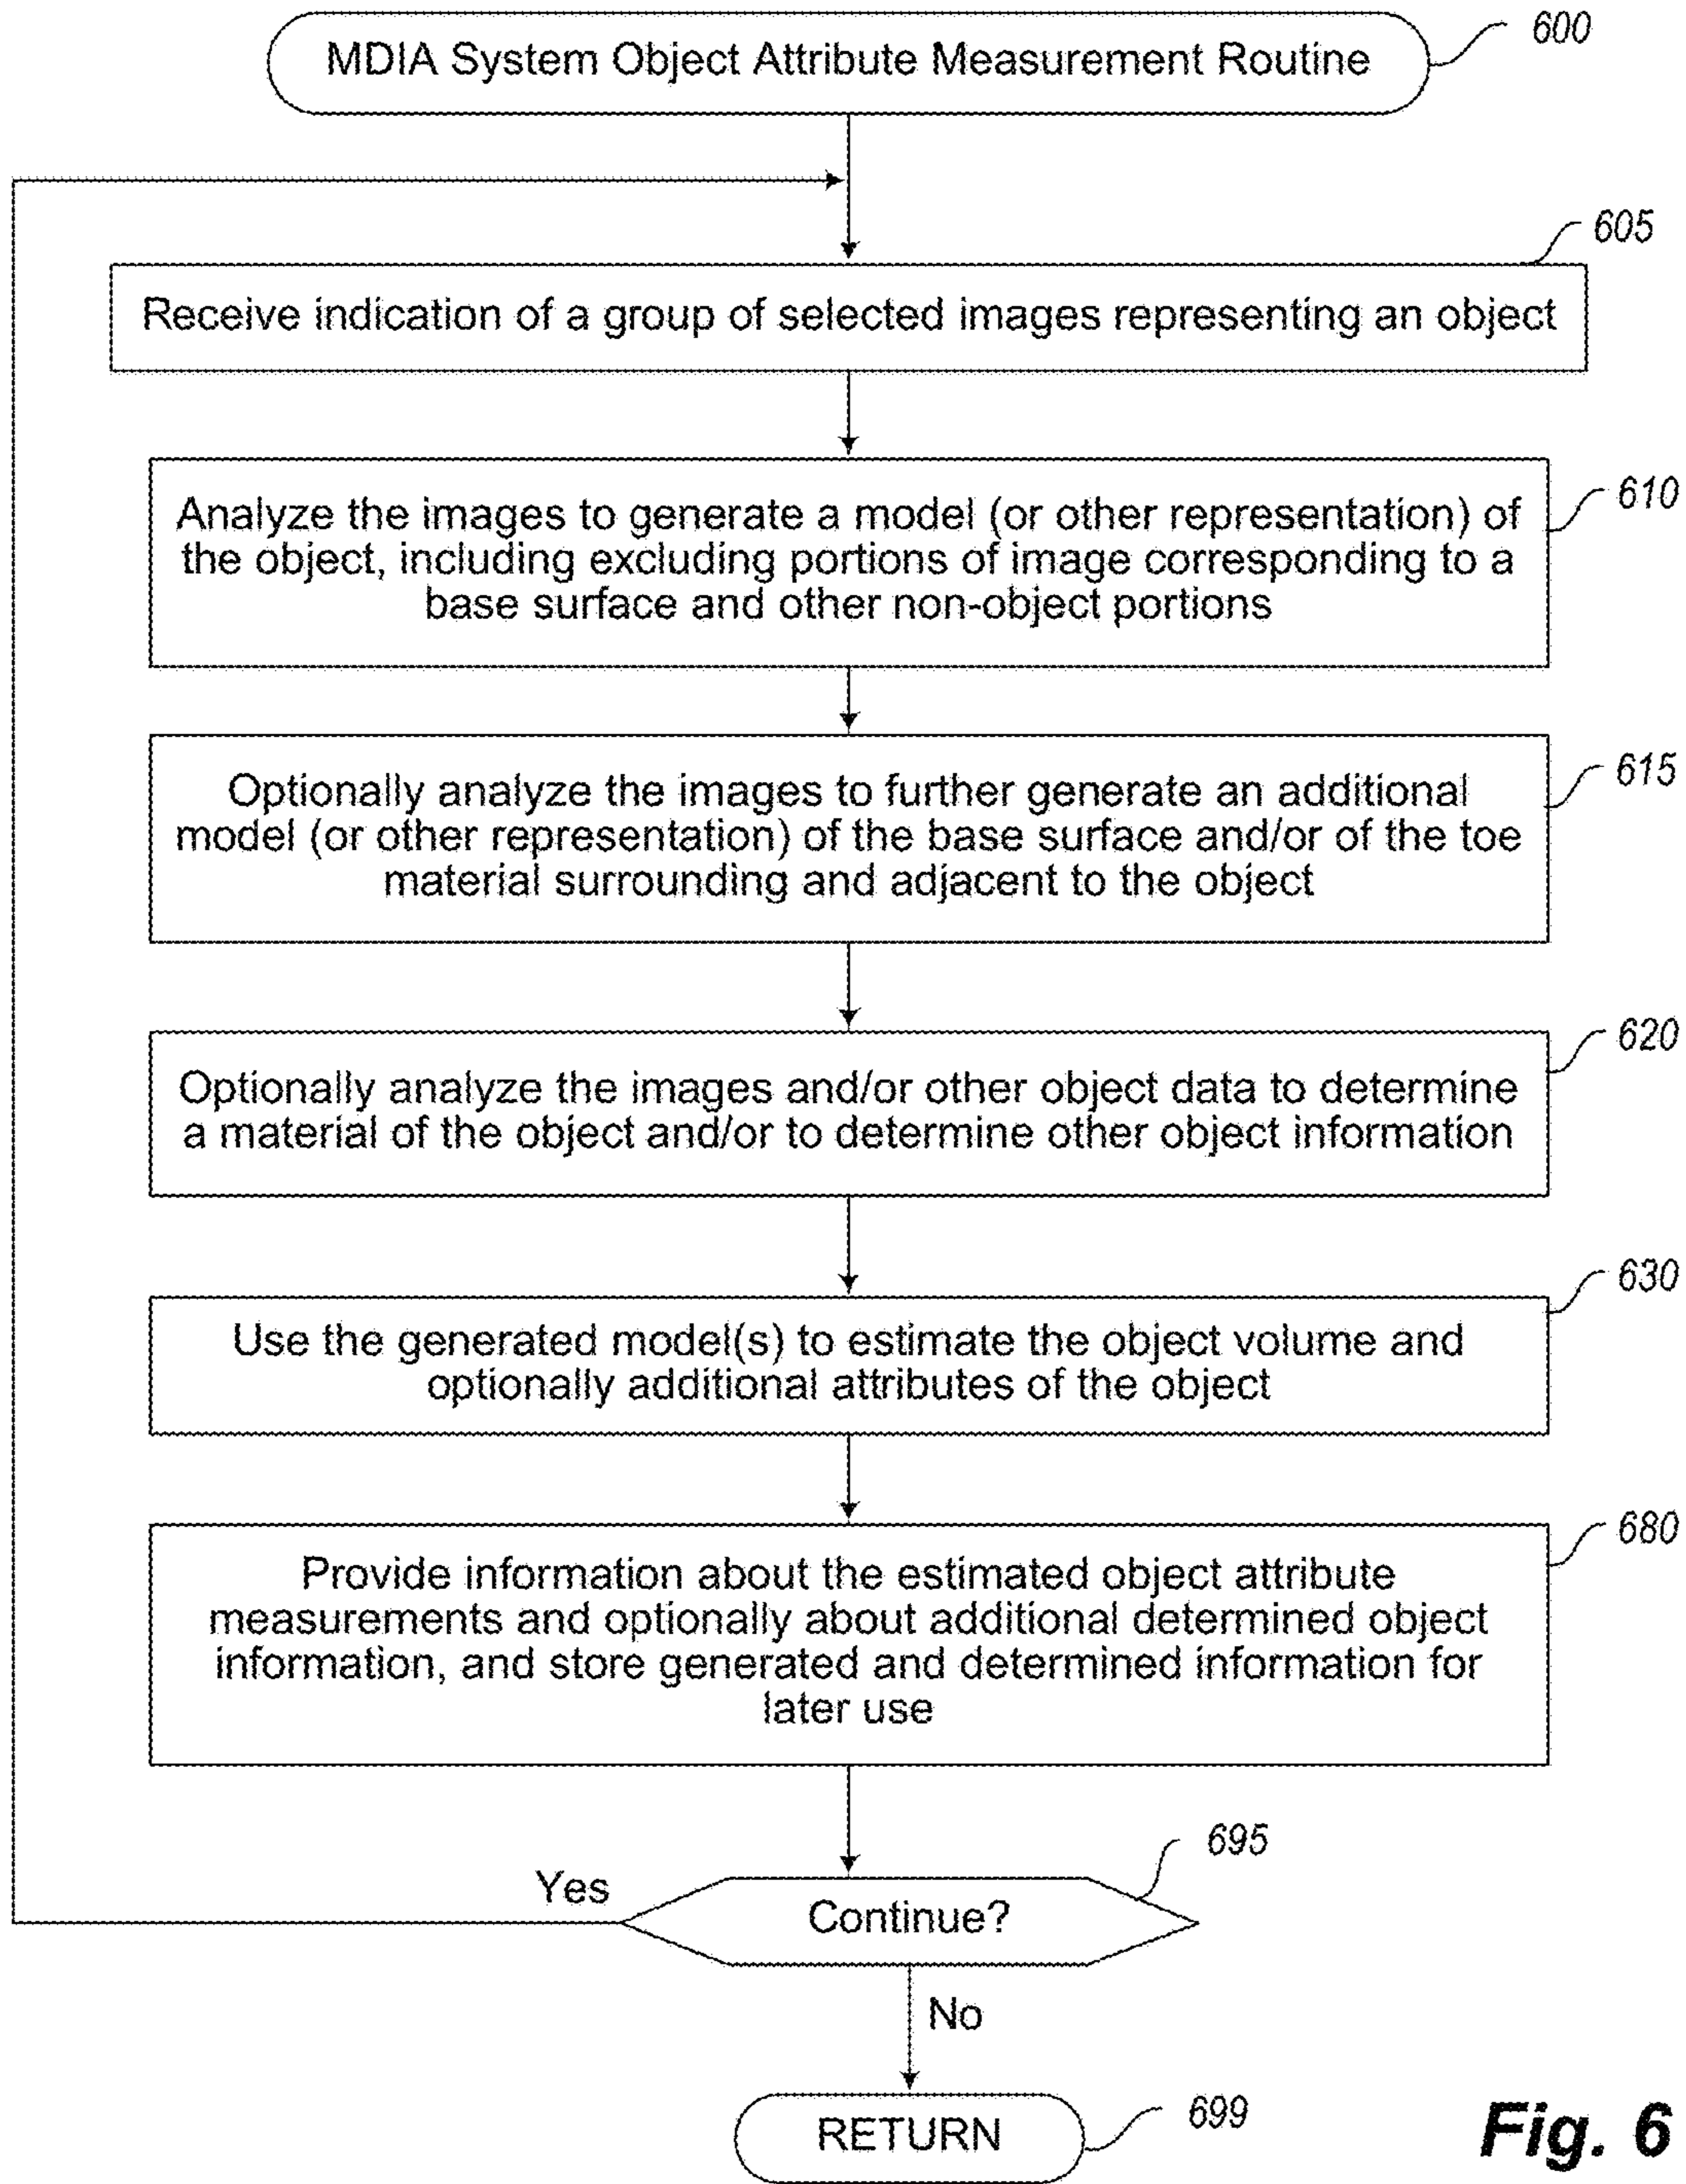 MDIA System Object Attribute Measurement Routine
600
605
Receive indication of a group of selected images representing an object
610
Analyze the images to generate a model (or other representation) of
the object, including excluding portions of image corresponding to a
base surface and other non-object portions
615
Optionally analyze the images to further generate an additional
model (or other representation) of the base surface and/or of the toe
material surrounding and adjacent to the object
620
Optionally analyze the images and/or other object data to determine
a material of the object and/or to determine other object information
630
Use the generated model(s) to estimate the object volume and
optionally additional attributes of the object
680
Provide information about the estimated object attribute
measurements and optionally about additional determined object
information, and store generated and determined information for
later use
695
Yes
Continue?
No
RETURN
699
Fig. 6